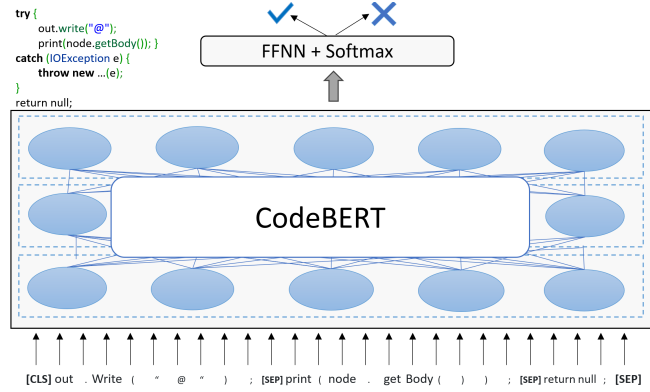 try {
out.write("@");
print(node.getBody()); }
catch (IOException e) {
throw new ...(e);
}
return null;
FFNN + Softmax
CodeBERT
[CLS] out . Write ( " @ " ) ; [SEP] print ( node . get Body ( ) ) ; [SEP] return null ; [SEP]